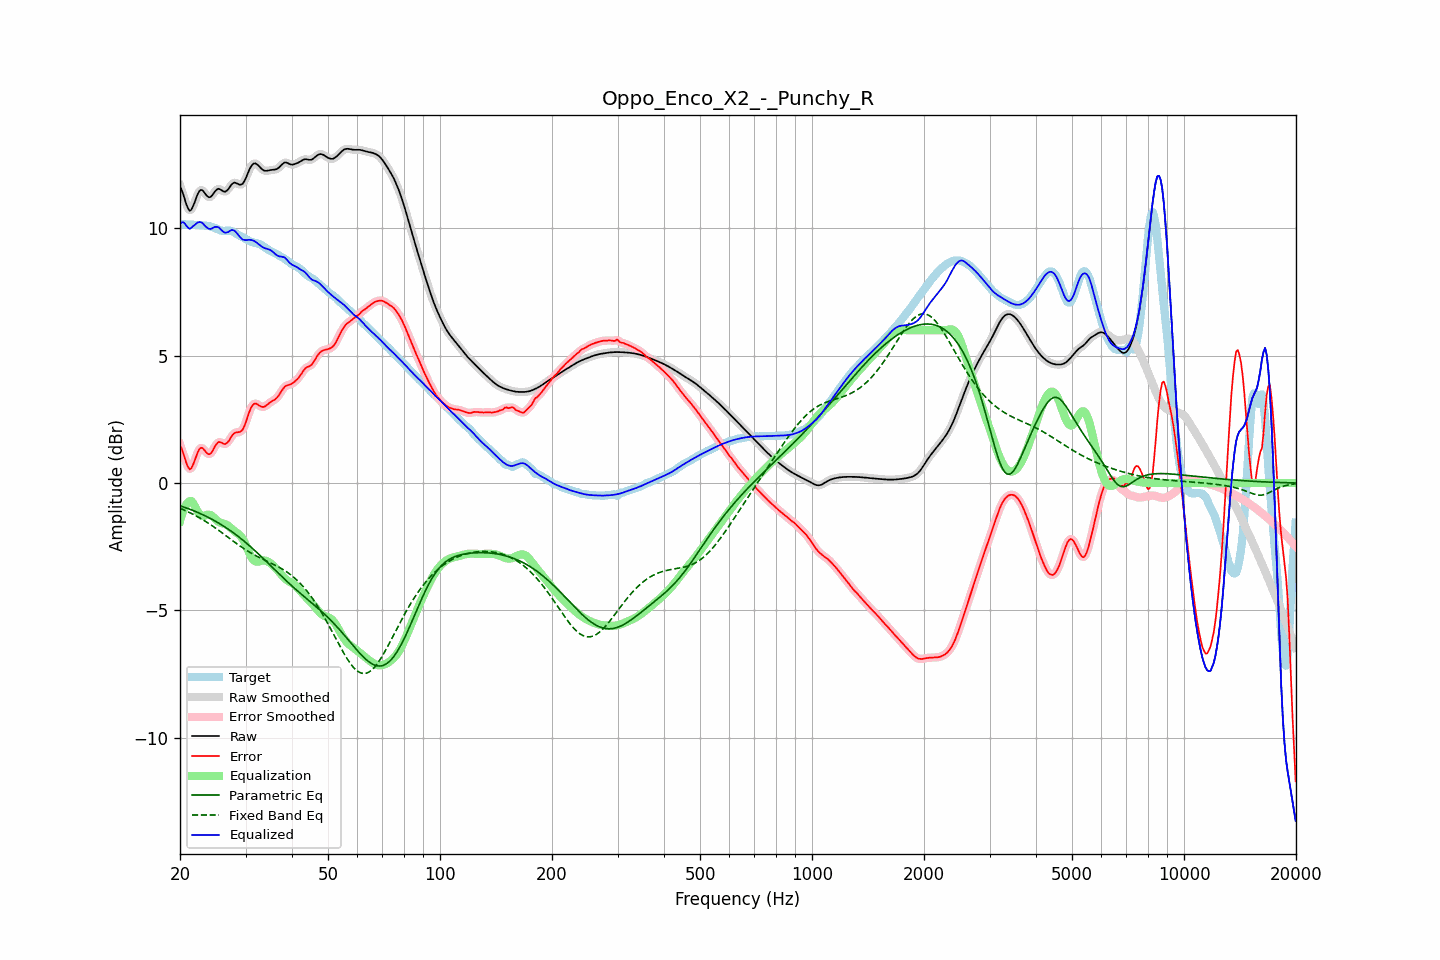 Oppo_Enco_X2_-_Punchy_R
Amplitude (dBr)
10
5
0
−5
−10
Target
Raw Smoothed
Error Smoothed
Raw
Error
Equalization
Parametric Eq
Fixed Band Eq
Equalized
20 50 100 200 500 1000 2000 5000 10000 20000
Frequency (Hz)